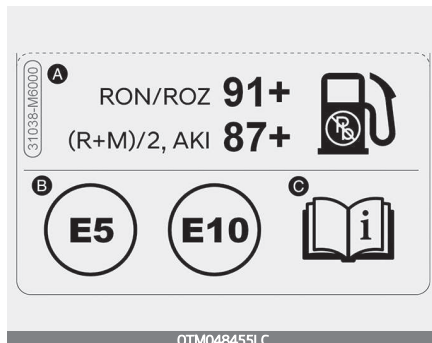 A
31038-M6000
RON/ROZ 91+
(R+M)/2, AKI 87+
Pb
B
E5
E10
C
i
OTM048455LC